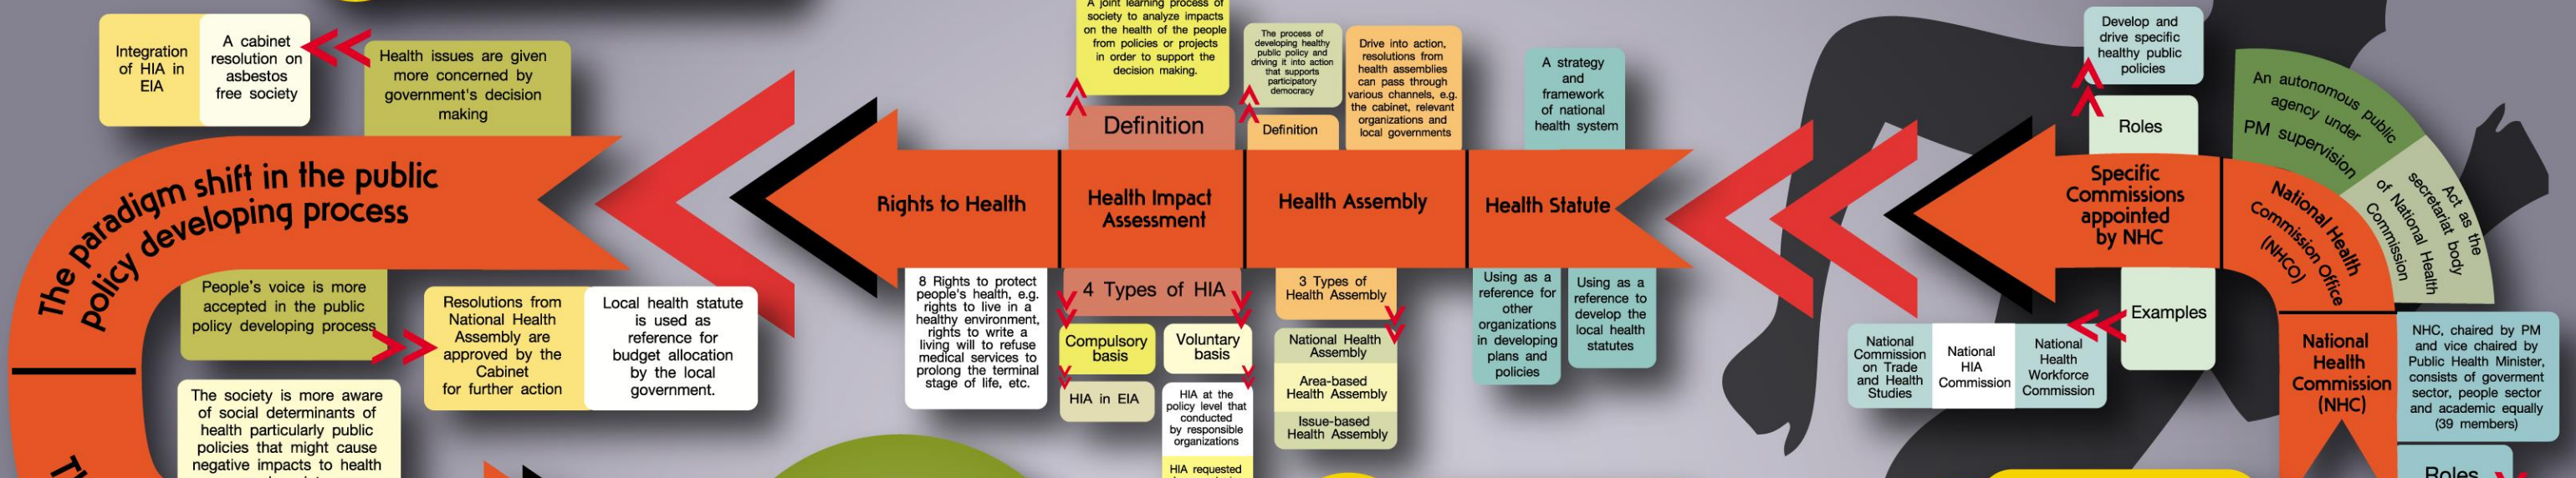 Integration
of HIA in
EIA
A cabinet
resolution on
asbestos
free society
Health issues are given
more concerned by
government's decision
making
The paradigm shift in the public
policy developing process
People's voice is more
accepted in the public
policy developing process
Resolutions from
National Health
Assembly are
approved by the
Cabinet
for further action
Local health statute
is used as
reference for
budget allocation
by the local
government.
The society is more aware
of social determinants of
health particularly public
policies that might cause
negative impacts to health
A joint learning process of
society to analyze impacts
on the health of the people
from policies or projects
in order to support the
decision making.
Definition
The process of
developing healthy
public policy and
driving it into action
that supports
participatory
democracy
Definition
Drive into action,
resolutions from
health assemblies
can pass through
various channels, e.g.
the cabinet, relevant
organizations and
local governments
A strategy
and
framework
of national
health system
Rights to Health
Health Impact
Assessment
Health Assembly
Health Statute
8 Rights to protect
people's health, e.g.
rights to live in a
healthy environment,
rights to write a
living will to refuse
medical services to
prolong the terminal
stage of life, etc.
4 Types of HIA
Compulsory
basis
Voluntary
basis
HIA in EIA
HIA at the
policy level that
conducted
by responsible
organizations
HIA requested
3 Types of
Health Assembly
National Health
Assembly
Area-based
Health Assembly
Issue-based
Health Assembly
Using as a
reference for
other
organizations
in developing
plans and
policies
Using as a
reference to
develop the
local health
statutes
Develop and
drive specific
healthy public
policies
Roles
Specific
Commissions
appointed
by NHC
Examples
National
Commission
on Trade
and Health
Studies
National
HIA
Commission
National
Health
Workforce
Commission
An autonomous public
agency under
PM supervision
Act as the
secretariat body
of National Health
Commission
National Health
Commission Office
(NHCO)
National
Health
Commission
(NHC)
NHC, chaired by PM
and vice chaired by
Public Health Minister,
consists of goverment
sector, people sector
and academic equally
(39 members)
Roles